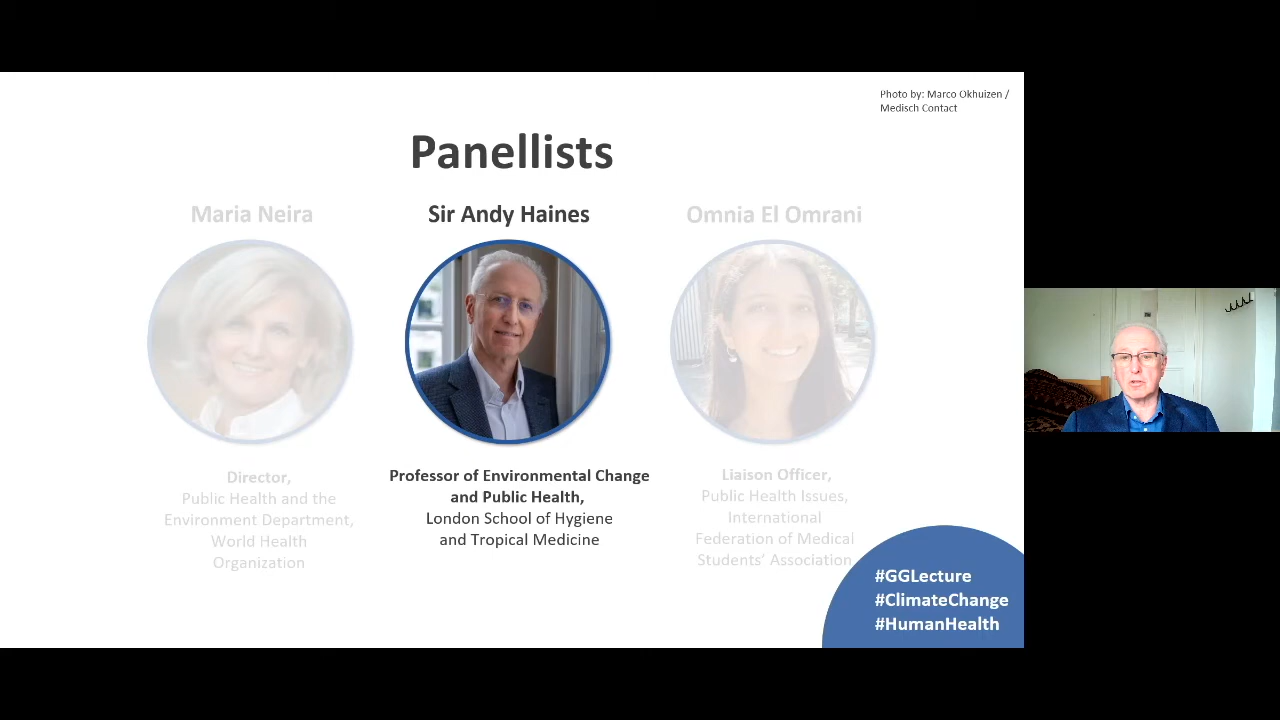 Photo by: Marco Okhuizen /
Medisch Contact
Panellists
Maria Neira
Director,
Public Health and the
Environment Department,
World Health
Organization
Sir Andy Haines
Professor of Environmental Change
and Public Health,
London School of Hygiene
and Tropical Medicine
Omnia El Omrani
Liaison Officer,
Public Health Issues,
International
Federation of Medical
Students’ Association
#GGLecture
#ClimateChange
#HumanHealth